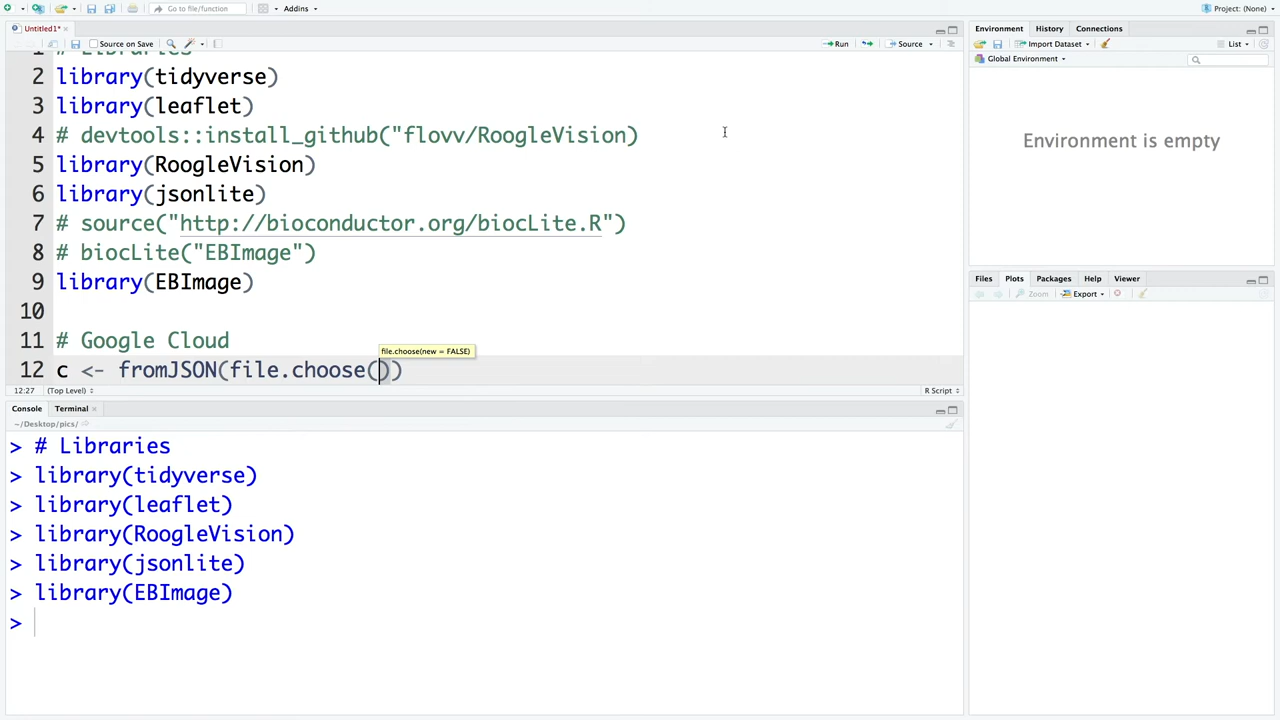 Go to file/function
Addins
Project: (None)
Untitled1*
Source on Save
Run
Source
1 # Libraries
2 library(tidyverse)
3 library(leaflet)
4 # devtools::install_github("flovv/RoogleVision)
5 library(RoogleVision)
6 library(jsonlite)
7 # source("http://bioconductor.org/biocLite.R")
8 # biocLite("EBImage")
9 library(EBImage)
10
11 # Google Cloud
file.choose(new = FALSE)
12 c <- fromJSON(file.choose())
12:27
(Top Level)
R Script
Console
Terminal
~/Desktop/pics/
> # Libraries
> library(tidyverse)
> library(leaflet)
> library(RoogleVision)
> library(jsonlite)
> library(EBImage)
>
Environment
History
Connections
Import Dataset
List
Global Environment
Environment is empty
Files
Plots
Packages
Help
Viewer
Zoom
Export